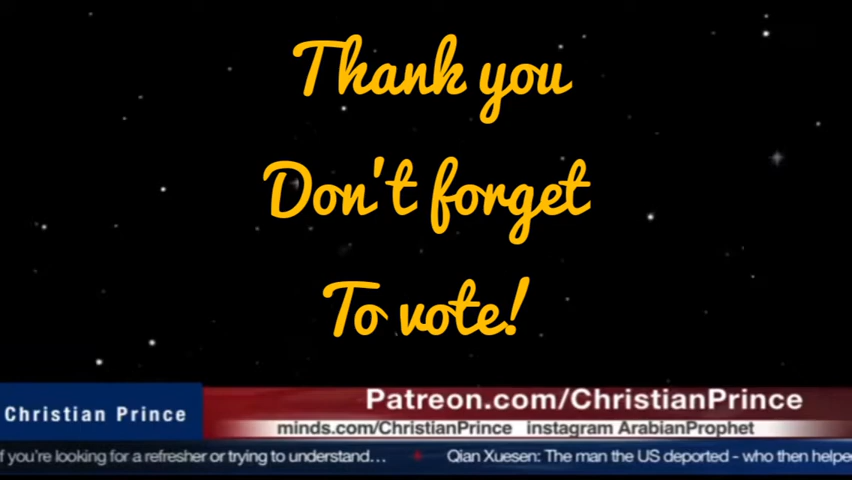 Thank you
Don't forget
To vote!
Christian Prince
Patreon.com/ChristianPrince
minds.com/ChristianPrince instagram ArabianProphet
f you're looking for a refresher or trying to understand... Qian Xuesen: The man the US deported - who then helped